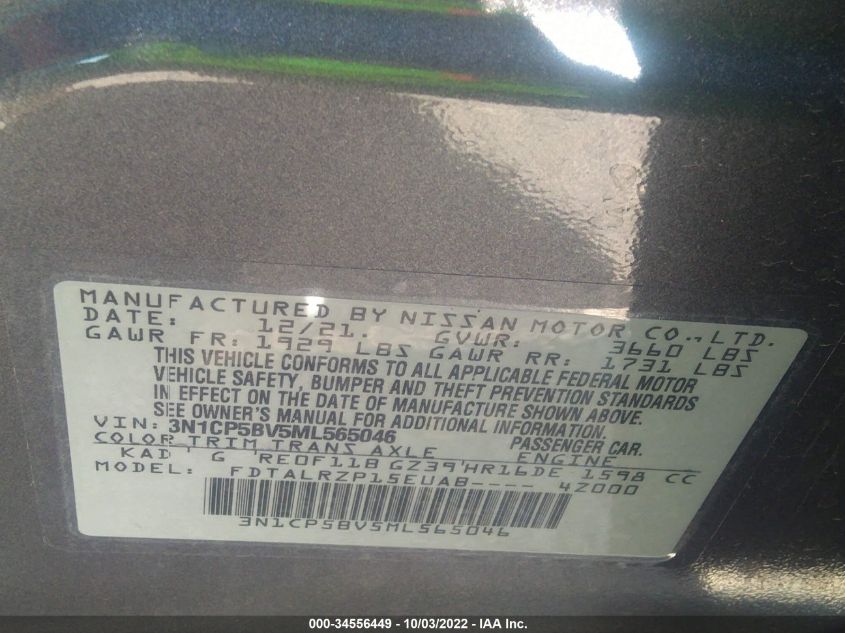 MANUFACTURED BY NISSAN MOTOR CO., LTD.
DATE: 12/21. GVWR: 3660 LBS
GAWR FR: 1929 LBS GAWR RR: 1731 LBS
THIS VEHICLE CONFORMS TO ALL APPLICABLE FEDERAL MOTOR
VEHICLE SAFETY, BUMPER AND THEFT PREVENTION STANDARDS
IN EFFECT ON THE DATE OF MANUFACTURE SHOWN ABOVE.
SEE OWNER'S MANUAL FOR ADDITIONAL INFORMATION.
VIN: 3N1CP5BV5ML565046 PASSENGER CAR.
COLOR TRIM TRANS AXLE ENGINE
KAD G RE0F11B GZ39 HR16DE 1598 CC
MODEL: FDTALRZP15EUAB---- 4Z000
3N1CP5BV5ML565046
000-34556449 - 10/03/2022 - IAA Inc.